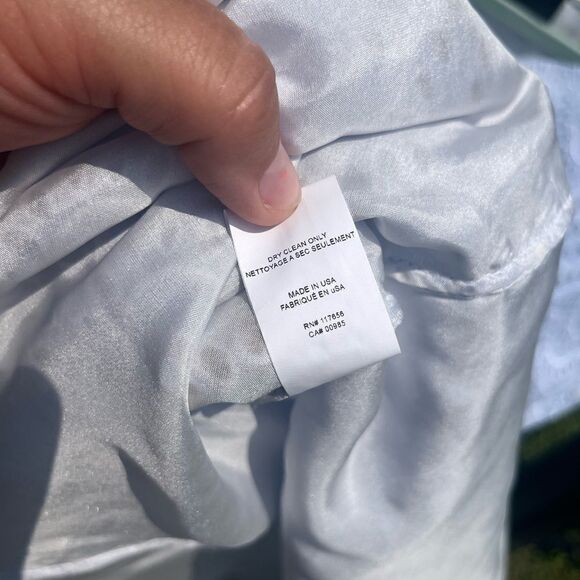 DRY CLEAN ONLY
NETTOYAGE A SEC SEULEMENT
MADE IN USA
FABRIQUÉ EN USA
RN# 117656
CA# 00985